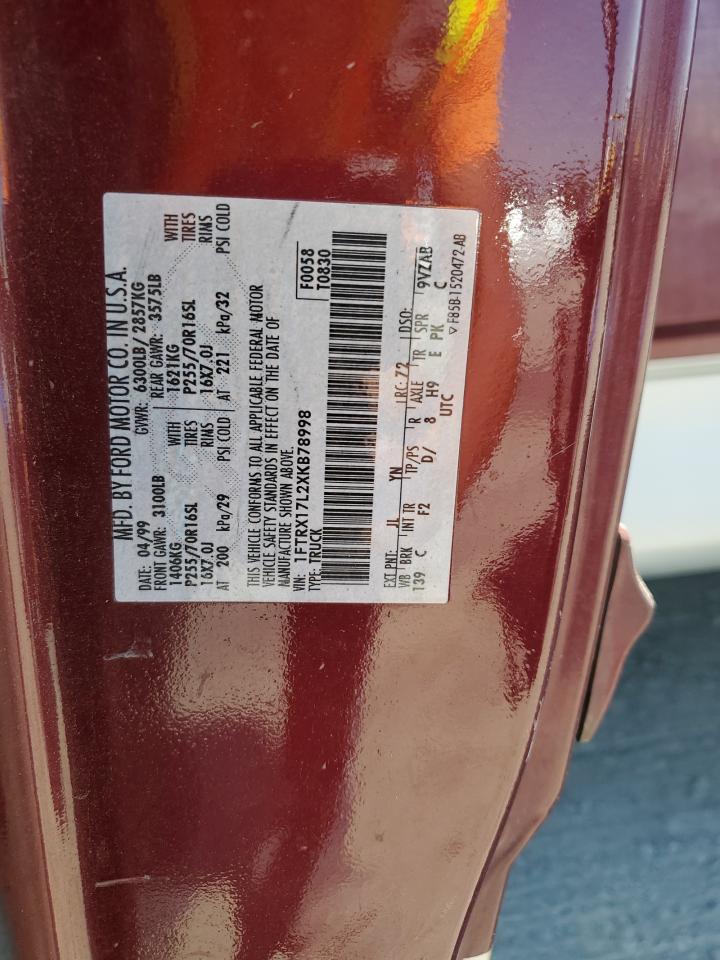 MFD. BY FORD MOTOR CO. IN U.S.A.
DATE: 04/99 GVWR: 6300LB/ 2857KG
FRONT GAWR: 3100LB REAR GAWR: 3575LB
1406KG WITH 1621KG WITH
P255/70R16SL TIRES P255/70R16SL TIRES
16X7.0J RIMS 16X7.0J RIMS
AT 200 kPa/29 PSI COLD AT 221 kPa/32 PSI COLD
THIS VEHICLE CONFORMS TO ALL APPLICABLE FEDERAL MOTOR
VEHICLE SAFETY STANDARDS IN EFFECT ON THE DATE OF
MANUFACTURE SHOWN ABOVE.
VIN: 1FTRX17L2XKB78998 F0058
TYPE: TRUCK T0830
EXT PNT: JL YN RC: Z2 DSO:
WB BRK INT TR TP/PS R AXLE TR SPR 9VZAB
139 C F2 D/ 8 H9 E PK C
UTC C
▽ F85B-1520472-AB